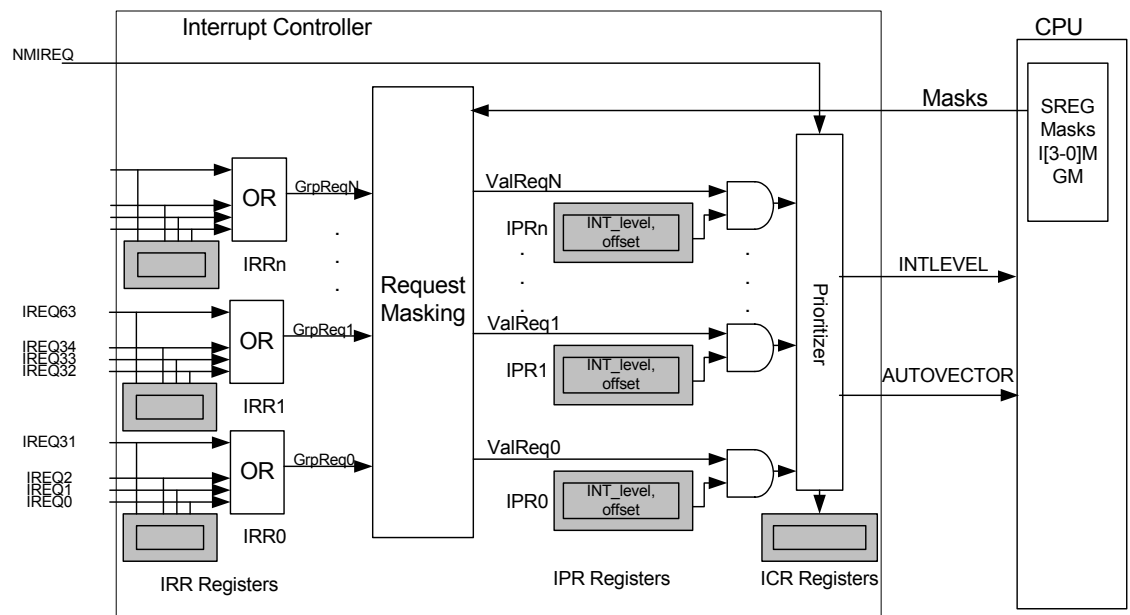 Interrupt Controller
CPU
NMIREQ
Masks
SREG
Masks
I[3-0]M
GM
OR
GrpReqN
ValReqN
IPRn
INT_level,
offset
IRRn
Request
Masking
INTLEVEL
Prioritizer
IREQ63
IREQ34
IREQ33
IREQ32
OR
GrpReq1
ValReq1
IPR1
INT_level,
offset
IRR1
AUTOVECTOR
IREQ31
IREQ2
IREQ1
IREQ0
OR
GrpReq0
ValReq0
IPR0
INT_level,
offset
IRR0
IRR Registers
IPR Registers
ICR Registers